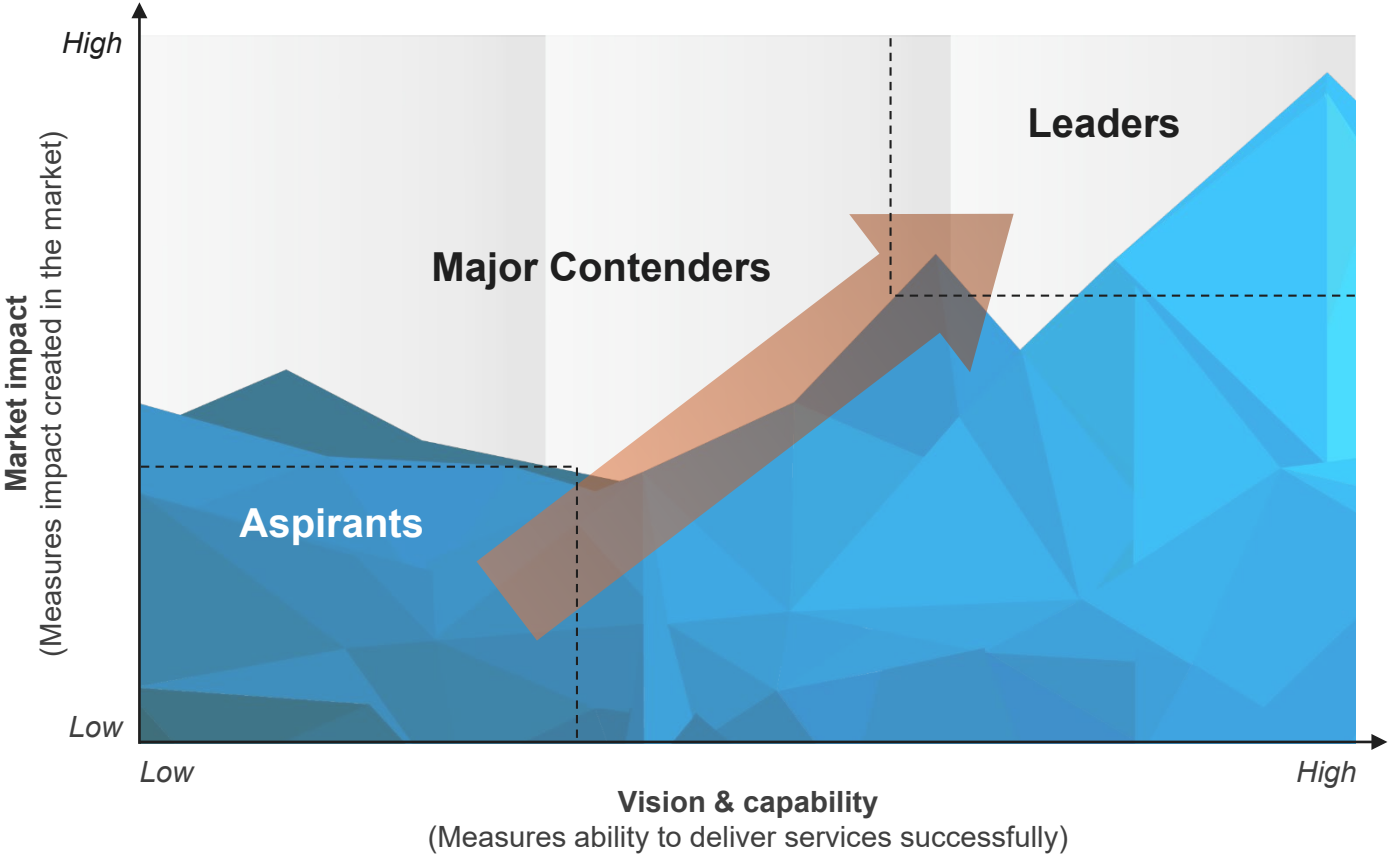 High
Leaders
Major Contenders
Market impact
(Measures impact created in the market)
Aspirants
Low
Low
High
Vision & capability
(Measures ability to deliver services successfully)